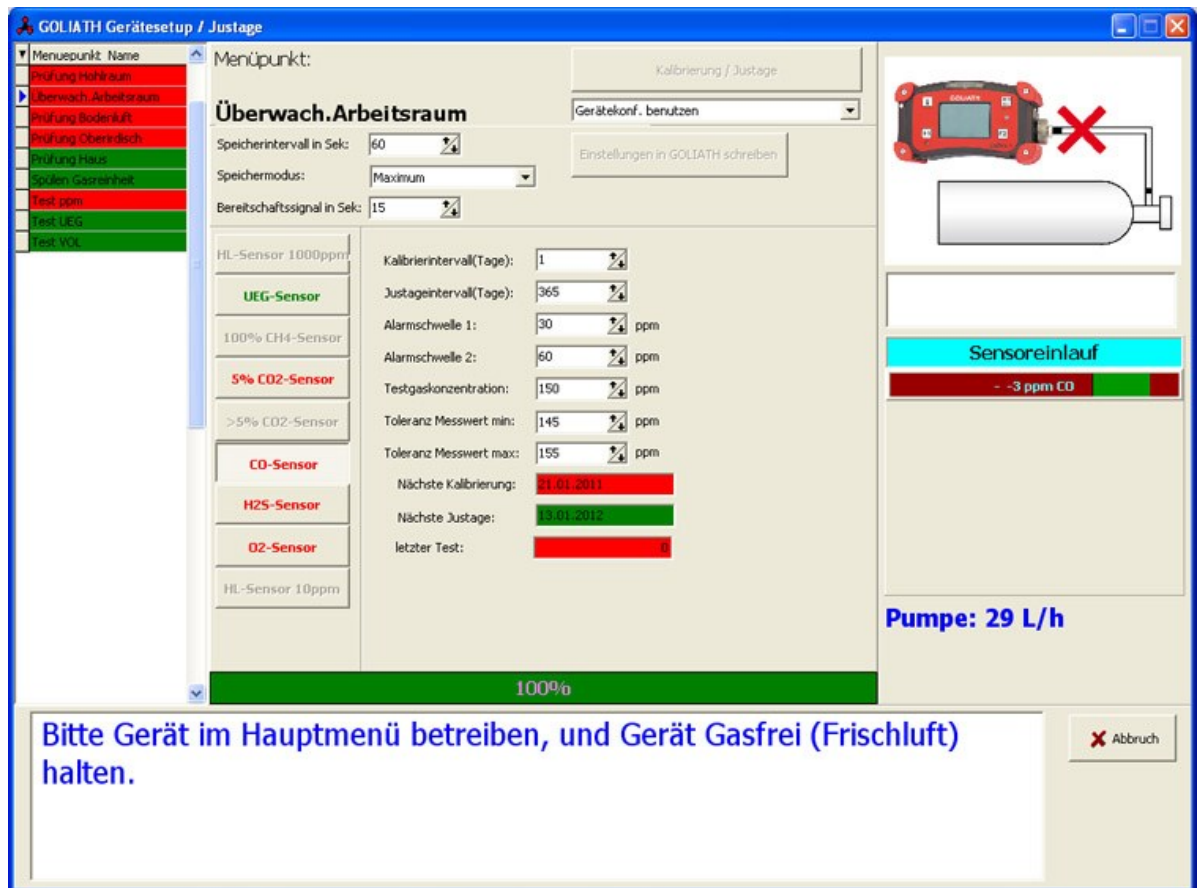 GOLIATH Gerätesetup / Justage
Menuepunkt Name
Prüfung Hohlraum
Überwach.Arbeitsraum
Prüfung Bodenluft
Prüfung Oberirdisch
Prüfung Haus
Spülen Gasreinheit
Test ppm
Test UEG
Test VOL
Menüpunkt:
Kalibrierung / Justage
Überwach.Arbeitsraum
Gerätekonf. benutzen
Speicherintervall in Sek: 60
Einstellungen in GOLIATH schreiben
Speichermodus: Maximum
Bereitschaftssignal in Sek: 15
HL-Sensor 1000ppm
UEG-Sensor
100% CH4-Sensor
5% CO2-Sensor
>5% CO2-Sensor
CO-Sensor
H2S-Sensor
O2-Sensor
HL-Sensor 10ppm
Kalibrierintervall(Tage): 1
Justageintervall(Tage): 365
Alarmschwelle 1: 30 ppm
Alarmschwelle 2: 60 ppm
Testgaskonzentration: 150 ppm
Toleranz Messwert min: 145 ppm
Toleranz Messwert max: 155 ppm
Nächste Kalibrierung: 21.01.2011
Nächste Justage: 13.01.2012
letzter Test: 0
100%
GOLIATH
Sensoreinlauf
- -3 ppm CO
Pumpe: 29 L/h
Bitte Gerät im Hauptmenü betreiben, und Gerät Gasfrei (Frischluft)
halten.
Abbruch